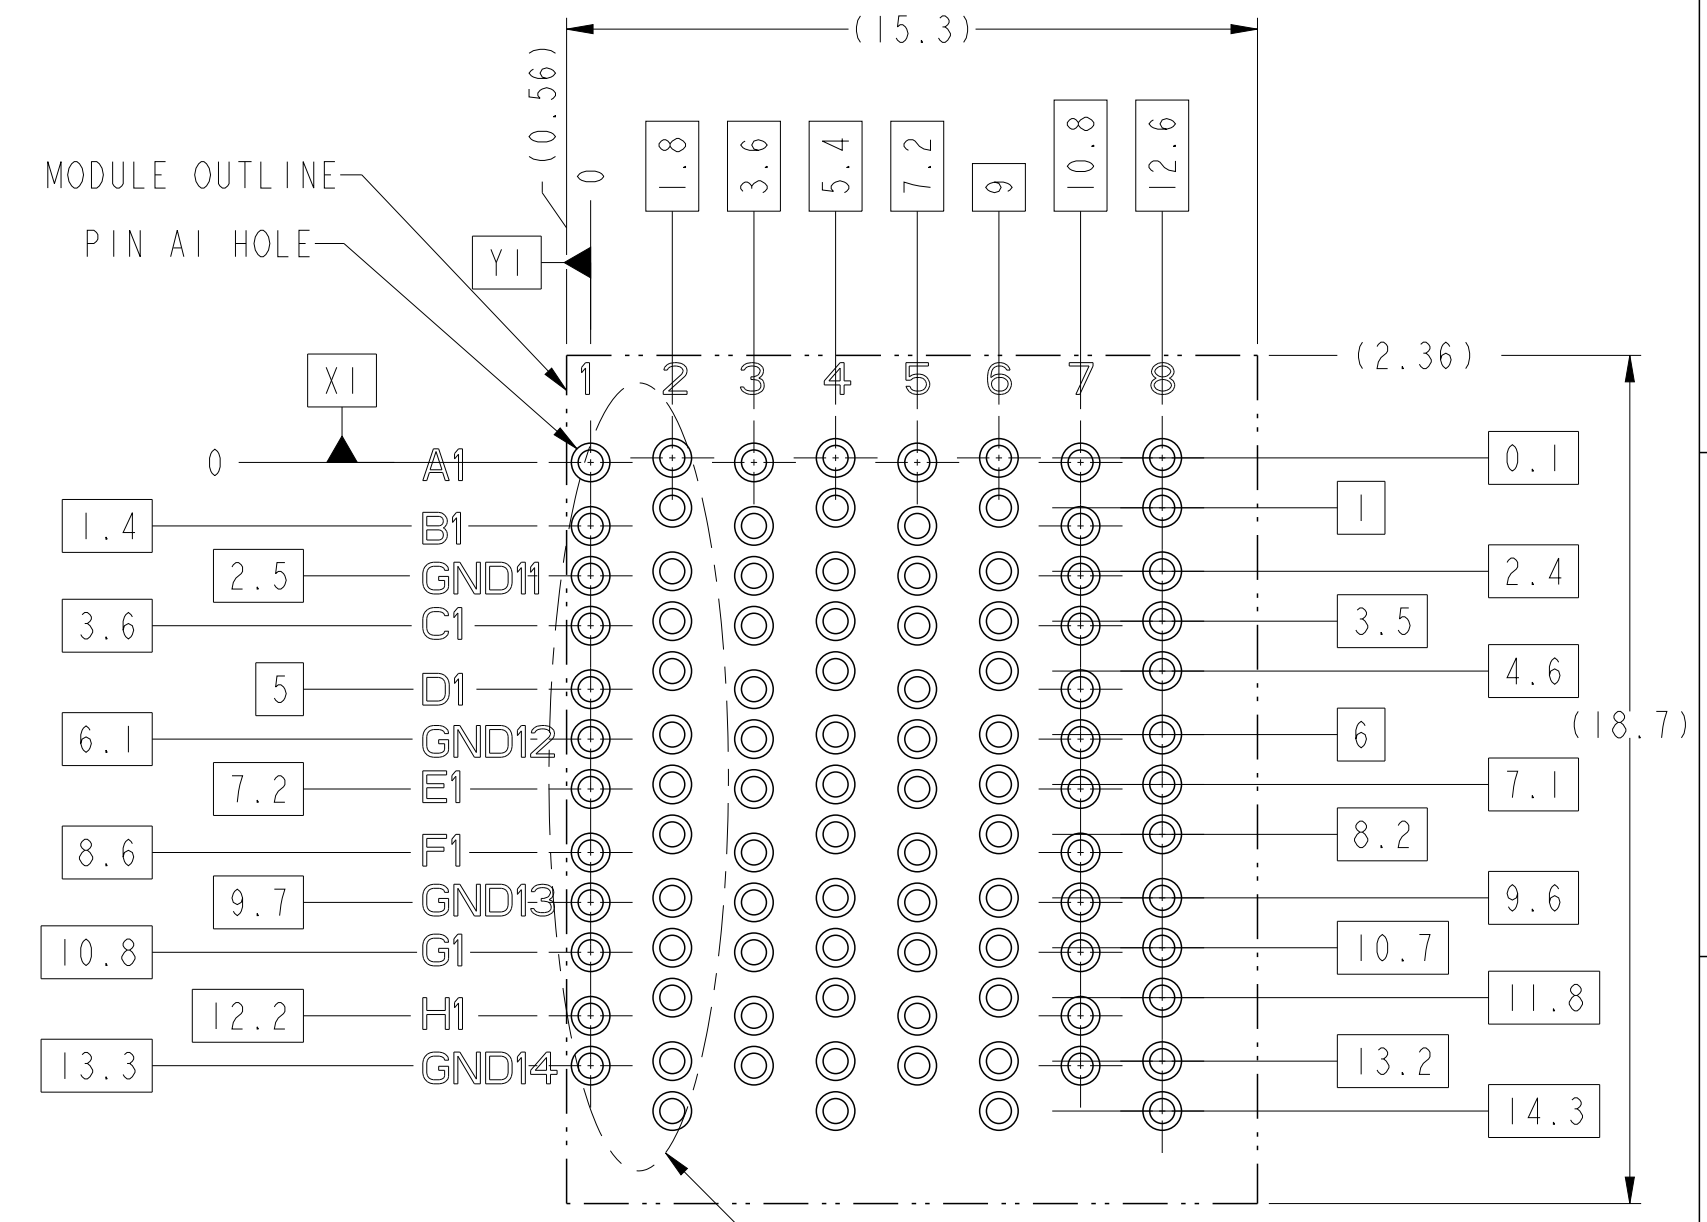 (15.3)
(0.56)
0
1.8
3.6
5.4
7.2
9
10.8
12.6
MODULE OUTLINE
PIN A1 HOLE
Y1
(2.36)
X1
1 2 3 4 5 6 7 8
0 A1 0.1
1
1.4 B1
2.5 GND11 2.4
3.6 C1 3.5
4.6
5 D1
6.1 GND12 6
(18.7)
7.2 E1 7.1
8.2
8.6 F1
9.7 GND13 9.6
10.8 G1 10.7
11.8
12.2 H1
13.3 GND14 13.2
14.3